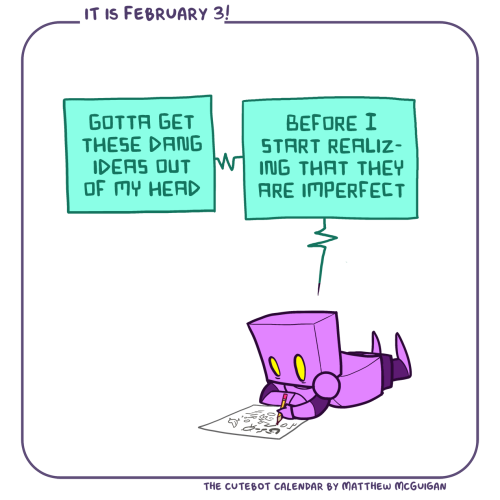 IT IS FEBRUARY 3!
GOTTA GET
THESE DANG
IDEAS OUT
OF MY HEAD
BEFORE I
START REALIZ-
ING THAT THEY
ARE IMPERFECT
THE CUTEBOT CALENDAR BY MATTHEW MCGUIGAN